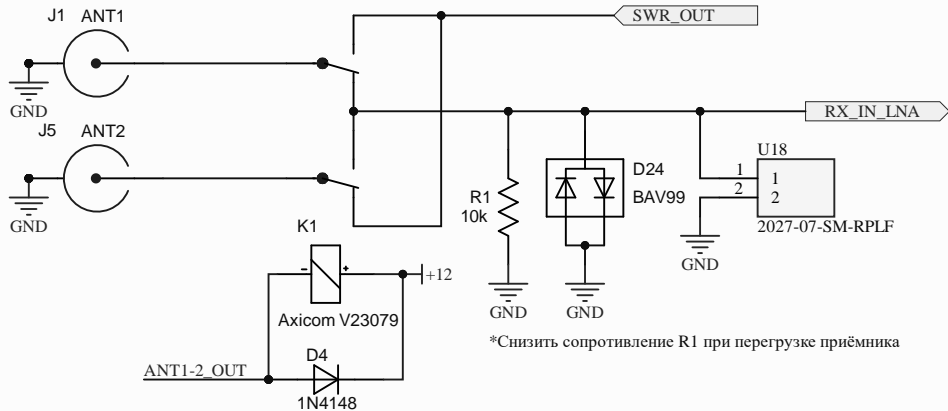 J1
ANT1
SWR_OUT
GND
RX_IN_LNA
J5
ANT2
U18
1
1
2
2
D24
BAV99
R1
10k
2027-07-SM-RPLF
GND
K1
GND
-
+
+12
GND
GND
Axicom V23079
*Снизить сопротивление R1 при перегрузке приёмника
D4
ANT1-2_OUT
1N4148